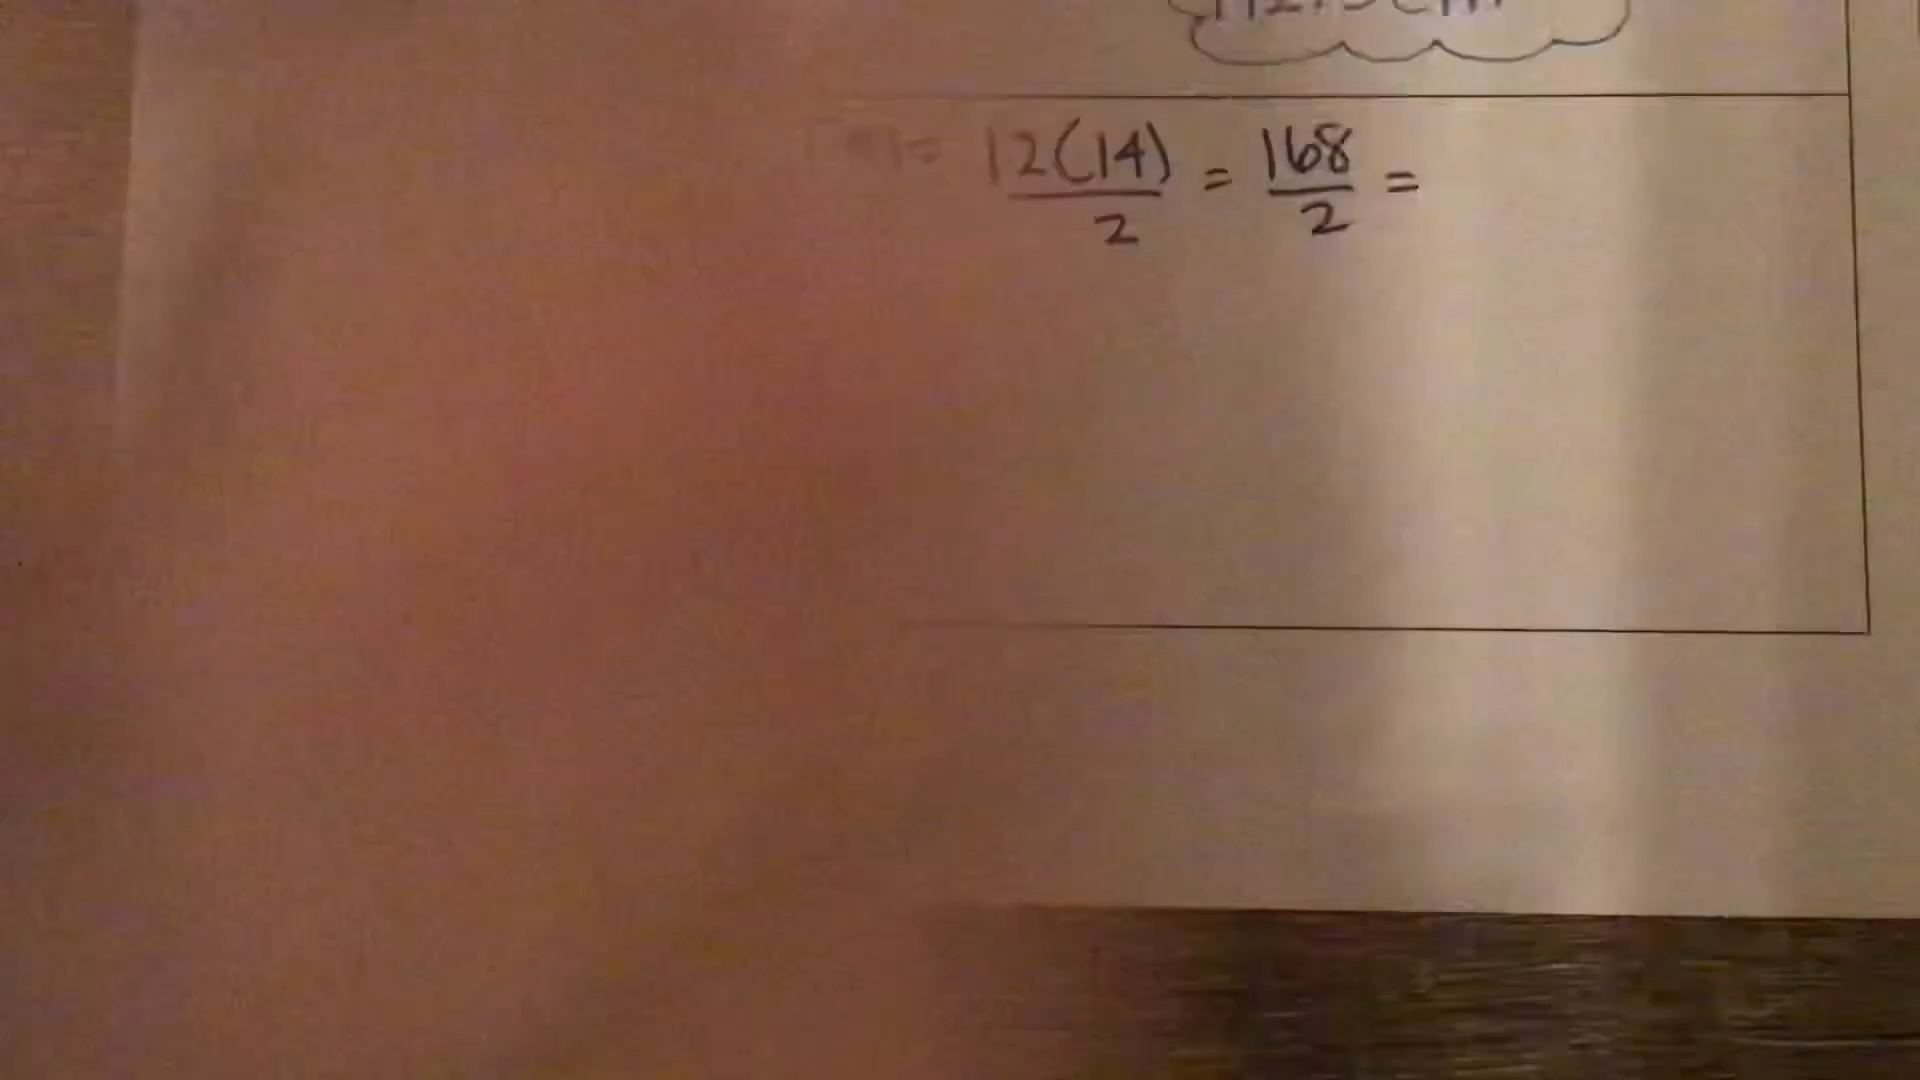 = 12(14)/2 = 168/2 =